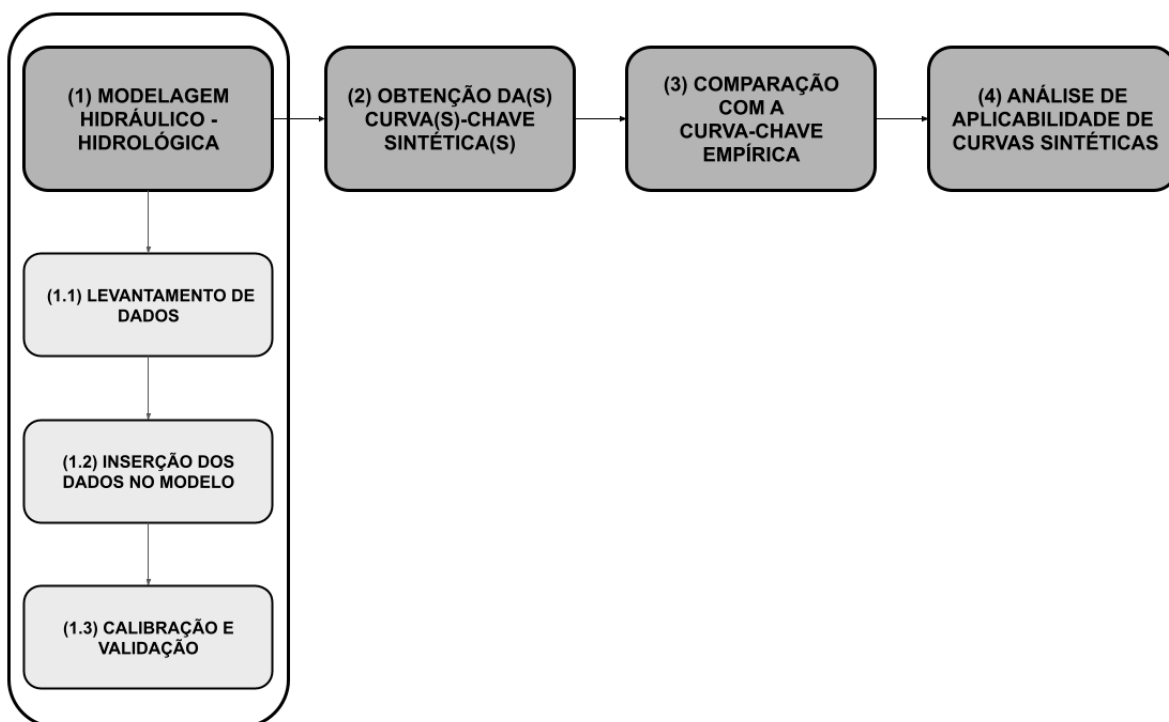 (1) MODELAGEM
HIDRÁULICO -
HIDROLÓGICA
(2) OBTENÇÃO DA(S)
CURVA(S)-CHAVE
SINTÉTICA(S)
(3) COMPARAÇÃO
COM A
CURVA-CHAVE
EMPÍRICA
(4) ANÁLISE DE
APLICABILIDADE DE
CURVAS SINTÉTICAS
(1.1) LEVANTAMENTO DE
DADOS
(1.2) INSERÇÃO DOS
DADOS NO MODELO
(1.3) CALIBRAÇÃO E
VALIDAÇÃO